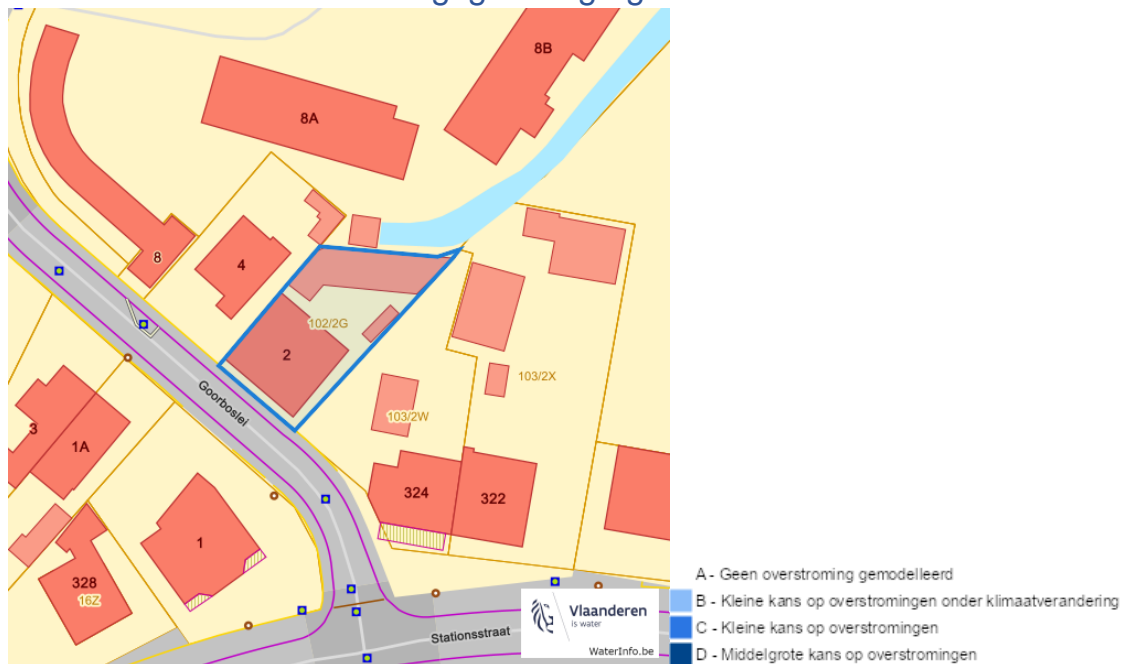 8B
8A
8
4
102/2G
2
103/2X
Goorboslei
103/2W
3
1A
324
322
1
328
16Z
Stationsstraat
Vlaanderen
is water
WaterInfo.be
A - Geen overstroming gemodelleerd
B - Kleine kans op overstromingen onder klimaatverandering
C - Kleine kans op overstromingen
D - Middelgrote kans op overstromingen